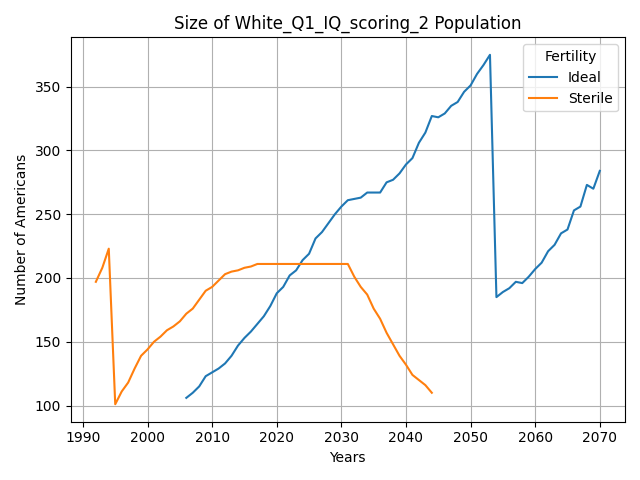 Size of White_Q1_IQ_scoring_2 Population
Fertility
Ideal
Sterile
Number of Americans
350
300
250
200
150
100
1990 2000 2010 2020 2030 2040 2050 2060 2070
Years